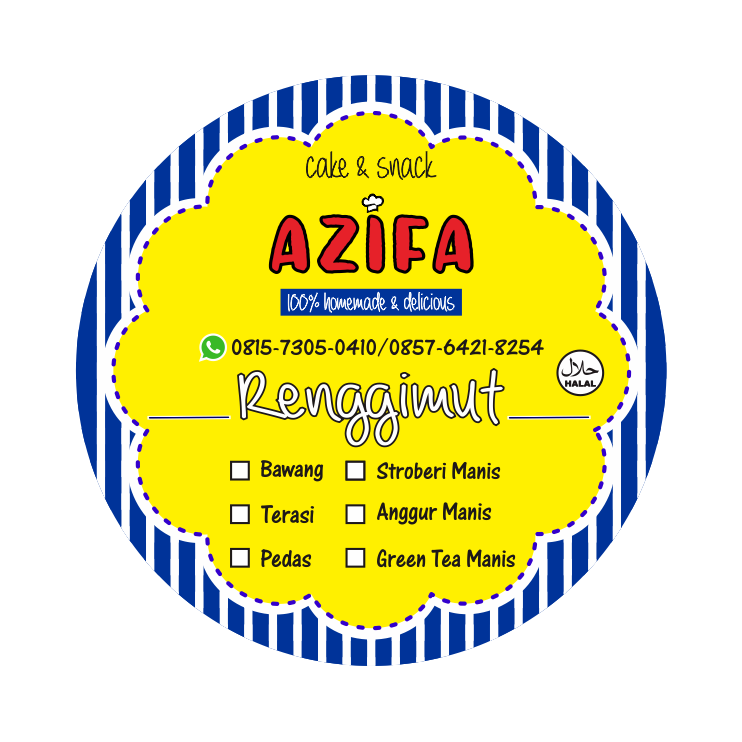 cake & snack
AZIFA
100% homemade & delicious
0815-7305-0410/0857-6421-8254
حلال
HALAL
Renggimut
Bawang
Stroberi Manis
Terasi
Anggur Manis
Pedas
Green Tea Manis